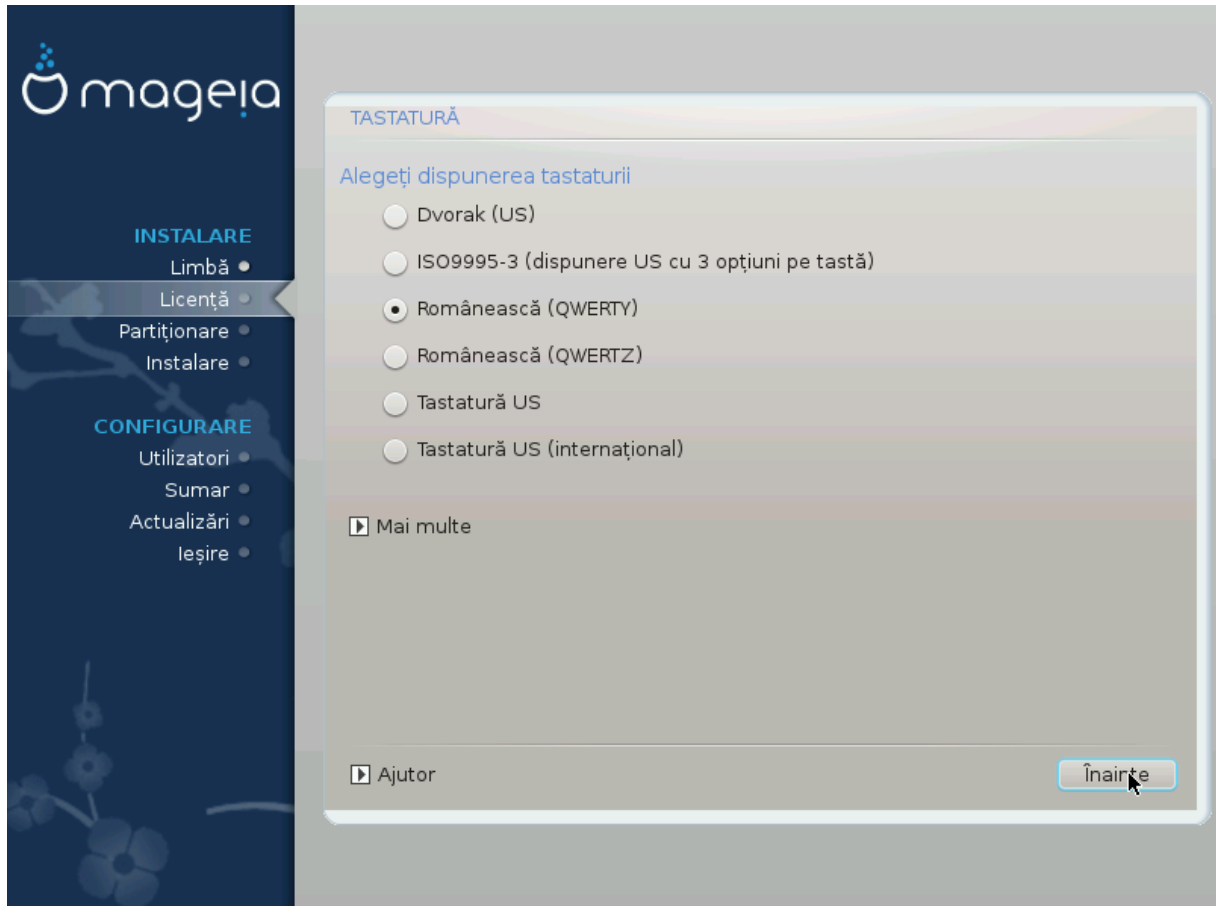 mageia
INSTALARE
Limbă
Licență
Partiționare
Instalare
CONFIGURARE
Utilizatori
Sumar
Actualizări
Ieșire
TASTATURĂ
Alegeți dispunerea tastaturii
Dvorak (US)
ISO9995-3 (dispunere US cu 3 opțiuni pe tastă)
Românească (QWERTY)
Românească (QWERTZ)
Tastatură US
Tastatură US (internațional)
Mai multe
Ajutor
Înainte